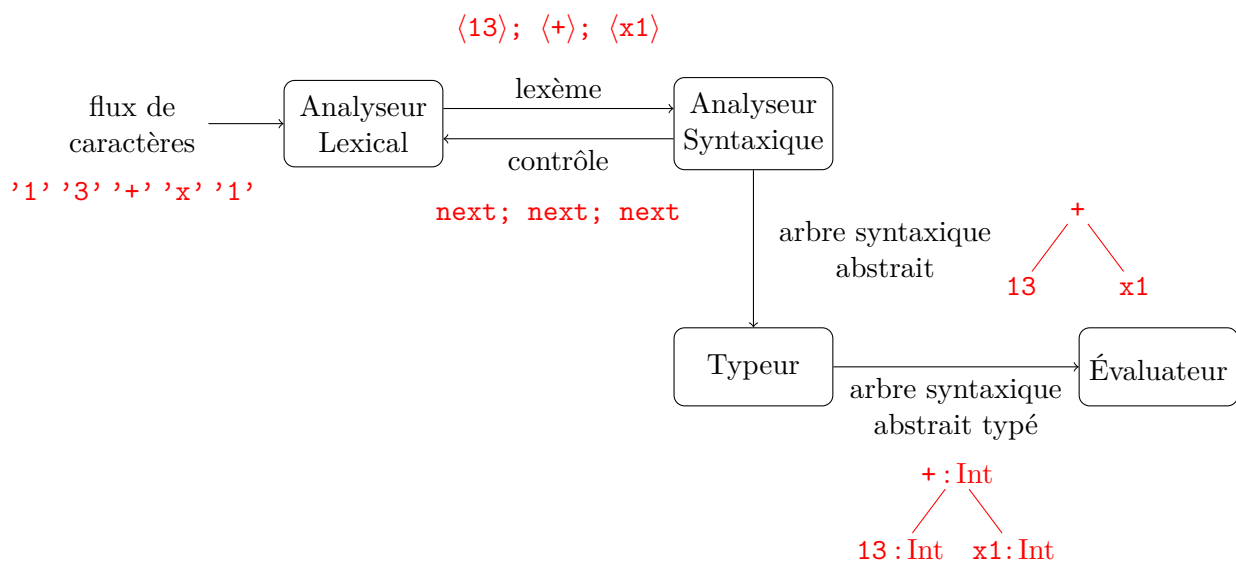 ⟨13⟩; ⟨+⟩; ⟨x1⟩
flux de
caractères
Analyseur
Lexical
lexème
contrôle
Analyseur
Syntaxique
'1' '3' '+' 'x' '1'
next; next; next
arbre syntaxique
abstrait
+
13 x1
Typeur
arbre syntaxique
abstrait typé
Évaluateur
+ : Int
13 : Int x1 : Int